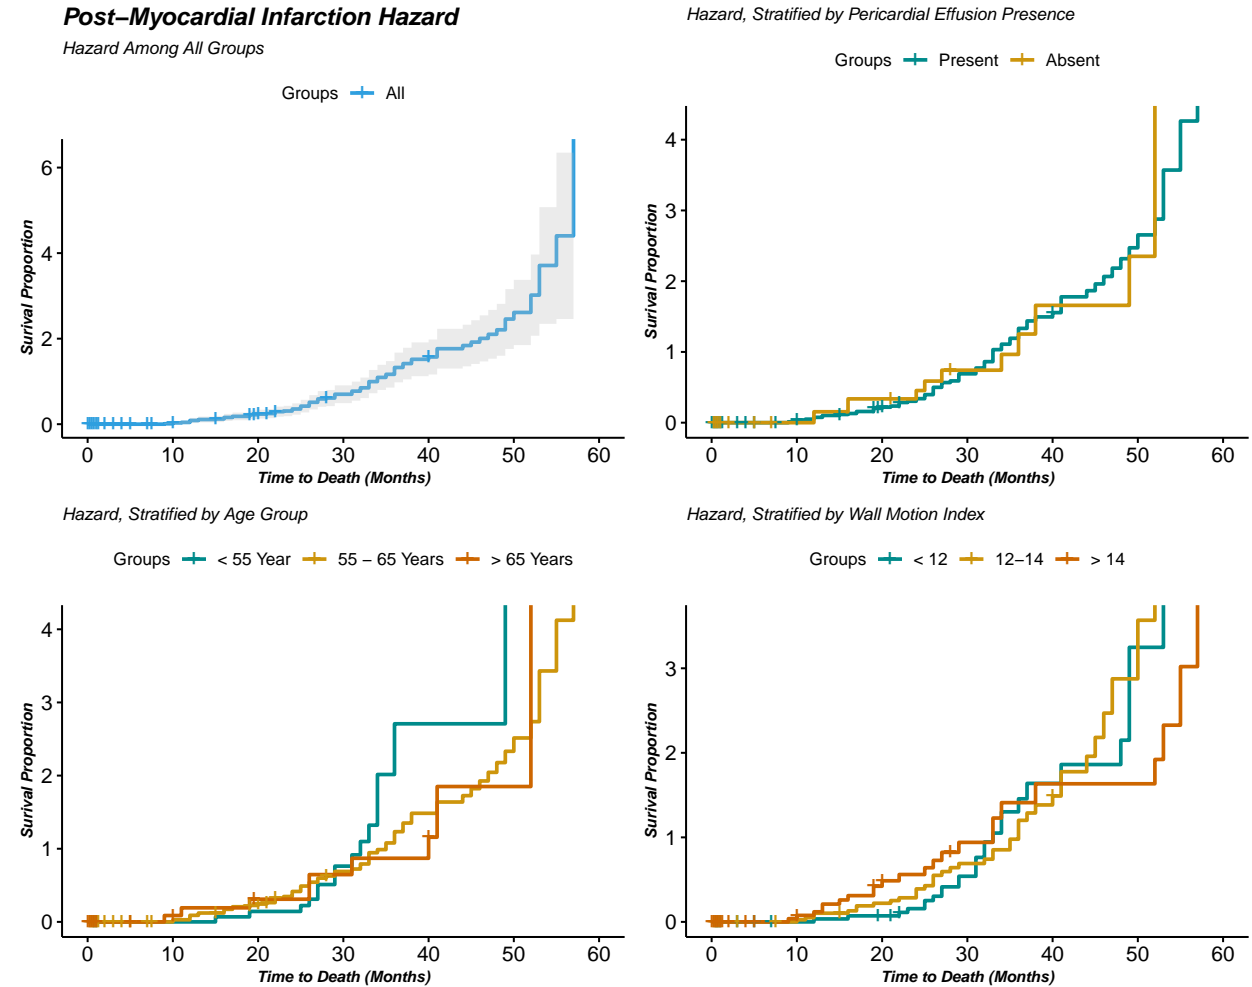 Post–Myocardial Infarction Hazard
Hazard Among All Groups
Groups All
Surival Proportion
6
4
2
0
0 10 20 30 40 50 60
Time to Death (Months)
Hazard, Stratified by Pericardial Effusion Presence
Groups Present Absent
Surival Proportion
4
3
2
1
0
0 10 20 30 40 50 60
Time to Death (Months)
Hazard, Stratified by Age Group
Groups < 55 Year 55 – 65 Years > 65 Years
Surival Proportion
4
3
2
1
0
0 10 20 30 40 50 60
Time to Death (Months)
Hazard, Stratified by Wall Motion Index
Groups < 12 12–14 > 14
Surival Proportion
3
2
1
0
0 10 20 30 40 50 60
Time to Death (Months)